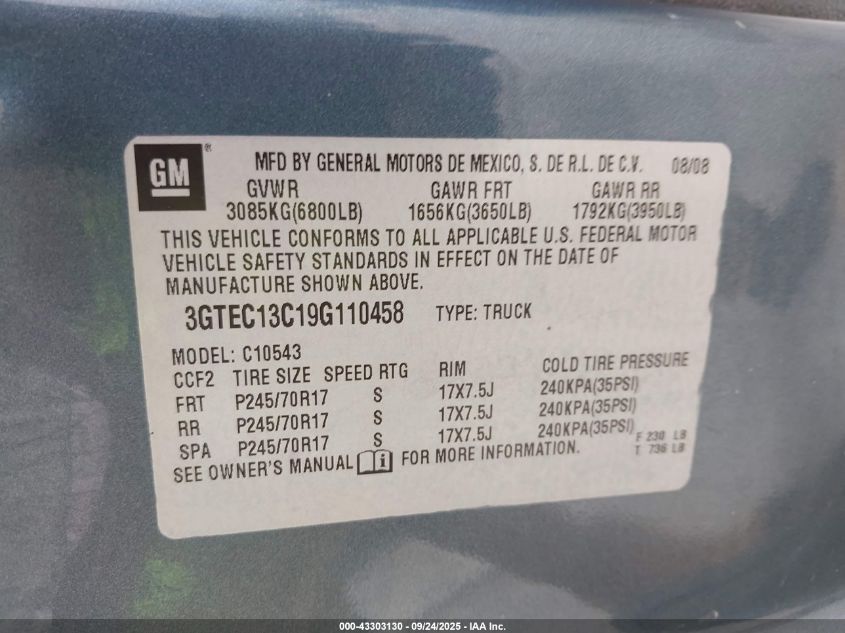 GM ® MFD BY GENERAL MOTORS DE MEXICO, S. DE R.L. DE C.V. 08/08
GVWR GAWR FRT GAWR RR
3085KG(6800LB) 1656KG(3650LB) 1792KG(3950LB)
THIS VEHICLE CONFORMS TO ALL APPLICABLE U.S. FEDERAL MOTOR
VEHICLE SAFETY STANDARDS IN EFFECT ON THE DATE OF
MANUFACTURE SHOWN ABOVE.
3GTEC13C19G110458 TYPE: TRUCK
MODEL: C10543
CCF2 TIRE SIZE SPEED RTG RIM COLD TIRE PRESSURE
FRT P245/70R17 S 17X7.5J 240KPA(35PSI)
RR P245/70R17 S 17X7.5J 240KPA(35PSI)
SPA P245/70R17 S 17X7.5J 240KPA(35PSI) F 230 LB
SEE OWNER'S MANUAL FOR MORE INFORMATION. T 736 LB
000-43303130 - 09/24/2025 - IAA Inc.